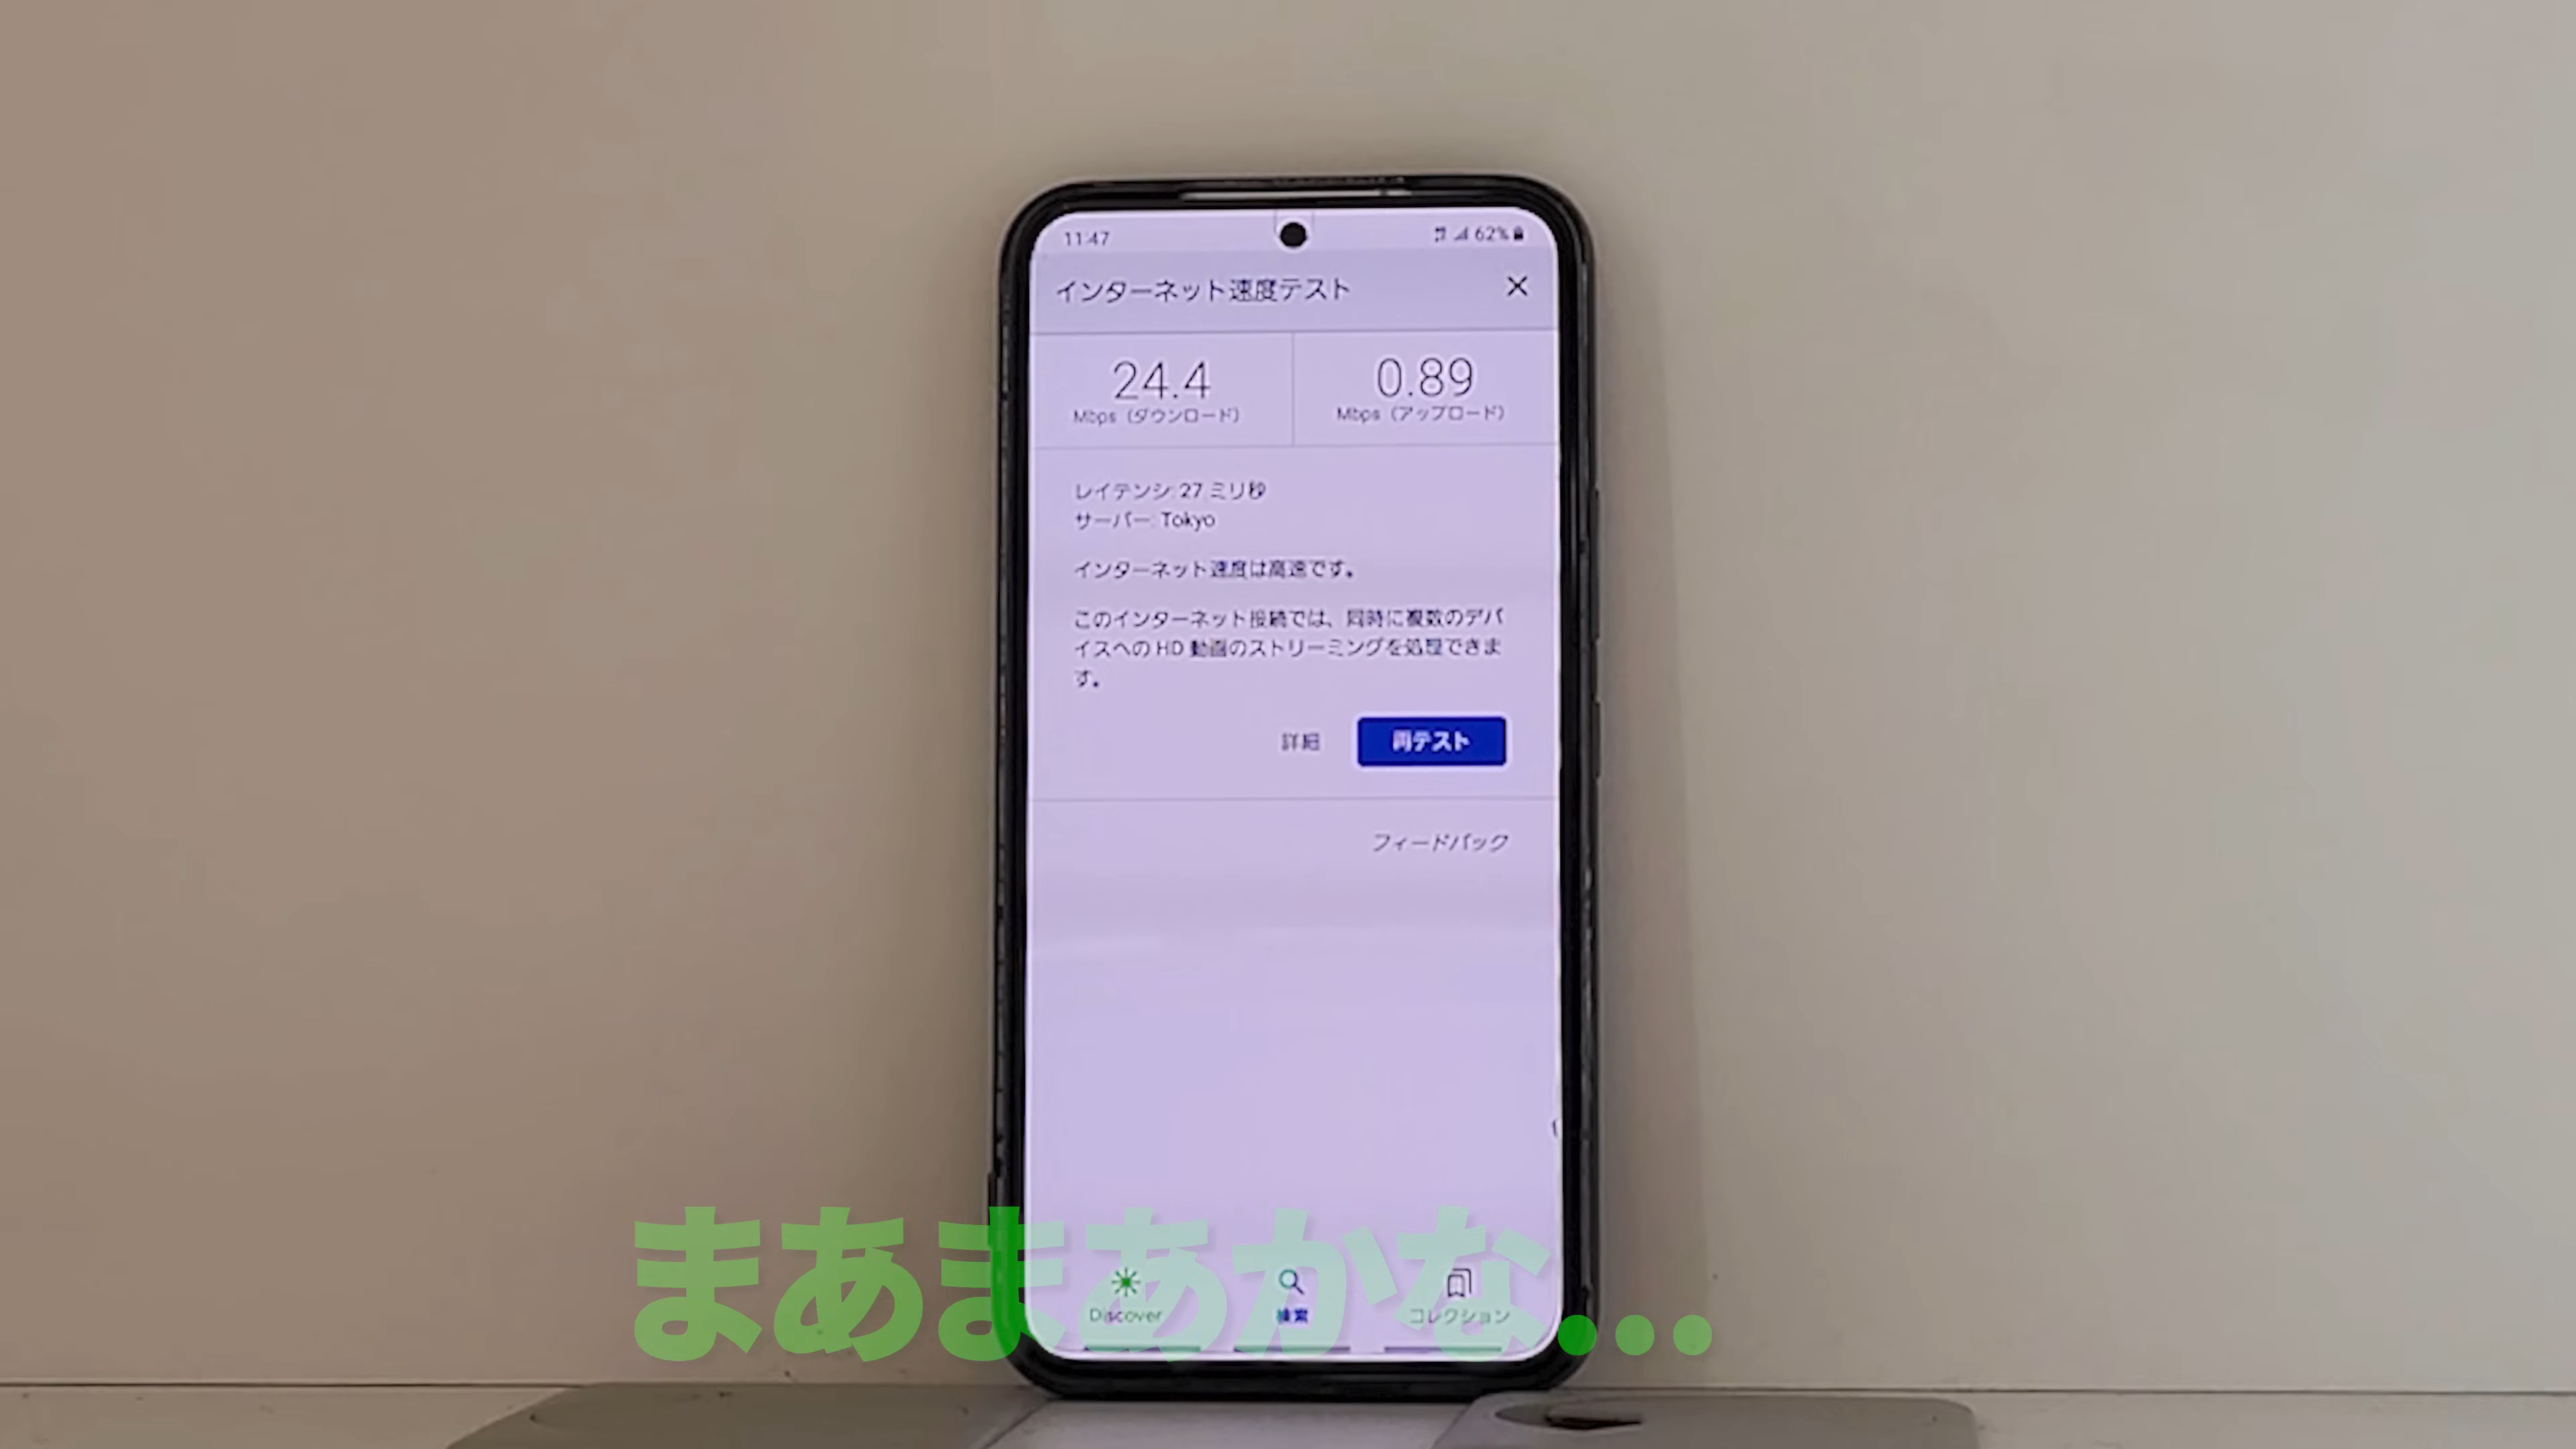 11:47
62%
インターネット速度テスト
24.4
Mbps（ダウンロード）
0.89
Mbps（アップロード）
レイテンシ: 27 ミリ秒
サーバー: Tokyo
インターネット速度は高速です。
このインターネット接続では、同時に複数のデバ
イスへの HD 動画のストリーミングを処理できま
す。
詳細
再テスト
フィードバック
まあまあかな...
Discover
検索
コレクション